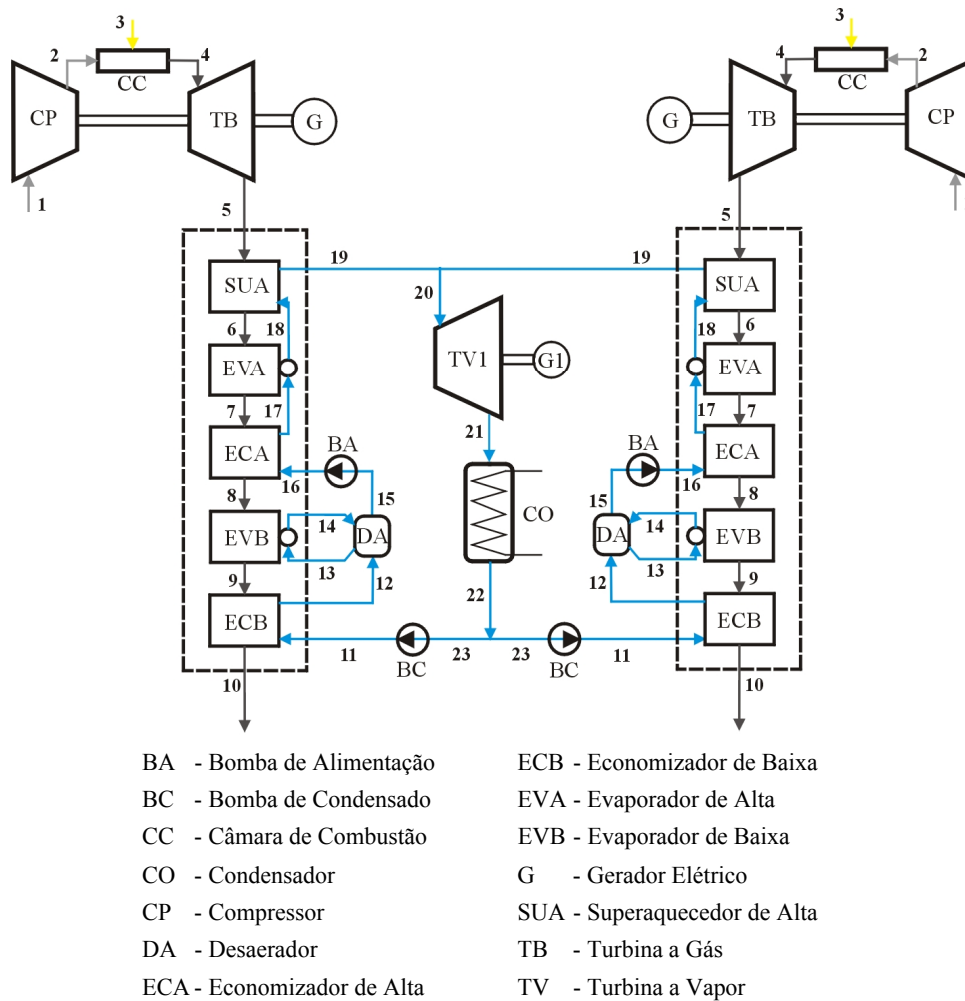 3 3
2 4 4 2
CC CC
CP TB G G TB CP
1
5 5
19 19
SUA 20 SUA
6 18 18 6
EVA TV1 G1 EVA
7 17 17 7
21
BA BA
ECA ECA
16 16
8 15 CO 15 8
14 14
EVB DA DA EVB
13 13
9 12 12 9
22
ECB ECB
11 23 23 11
BC BC
10 10
BA - Bomba de Alimentação
BC - Bomba de Condensado
CC - Câmara de Combustão
CO - Condensador
CP - Compressor
DA - Desaerador
ECA - Economizador de Alta
ECB - Economizador de Baixa
EVA - Evaporador de Alta
EVB - Evaporador de Baixa
G - Gerador Elétrico
SUA - Superaquecedor de Alta
TB - Turbina a Gás
TV - Turbina a Vapor